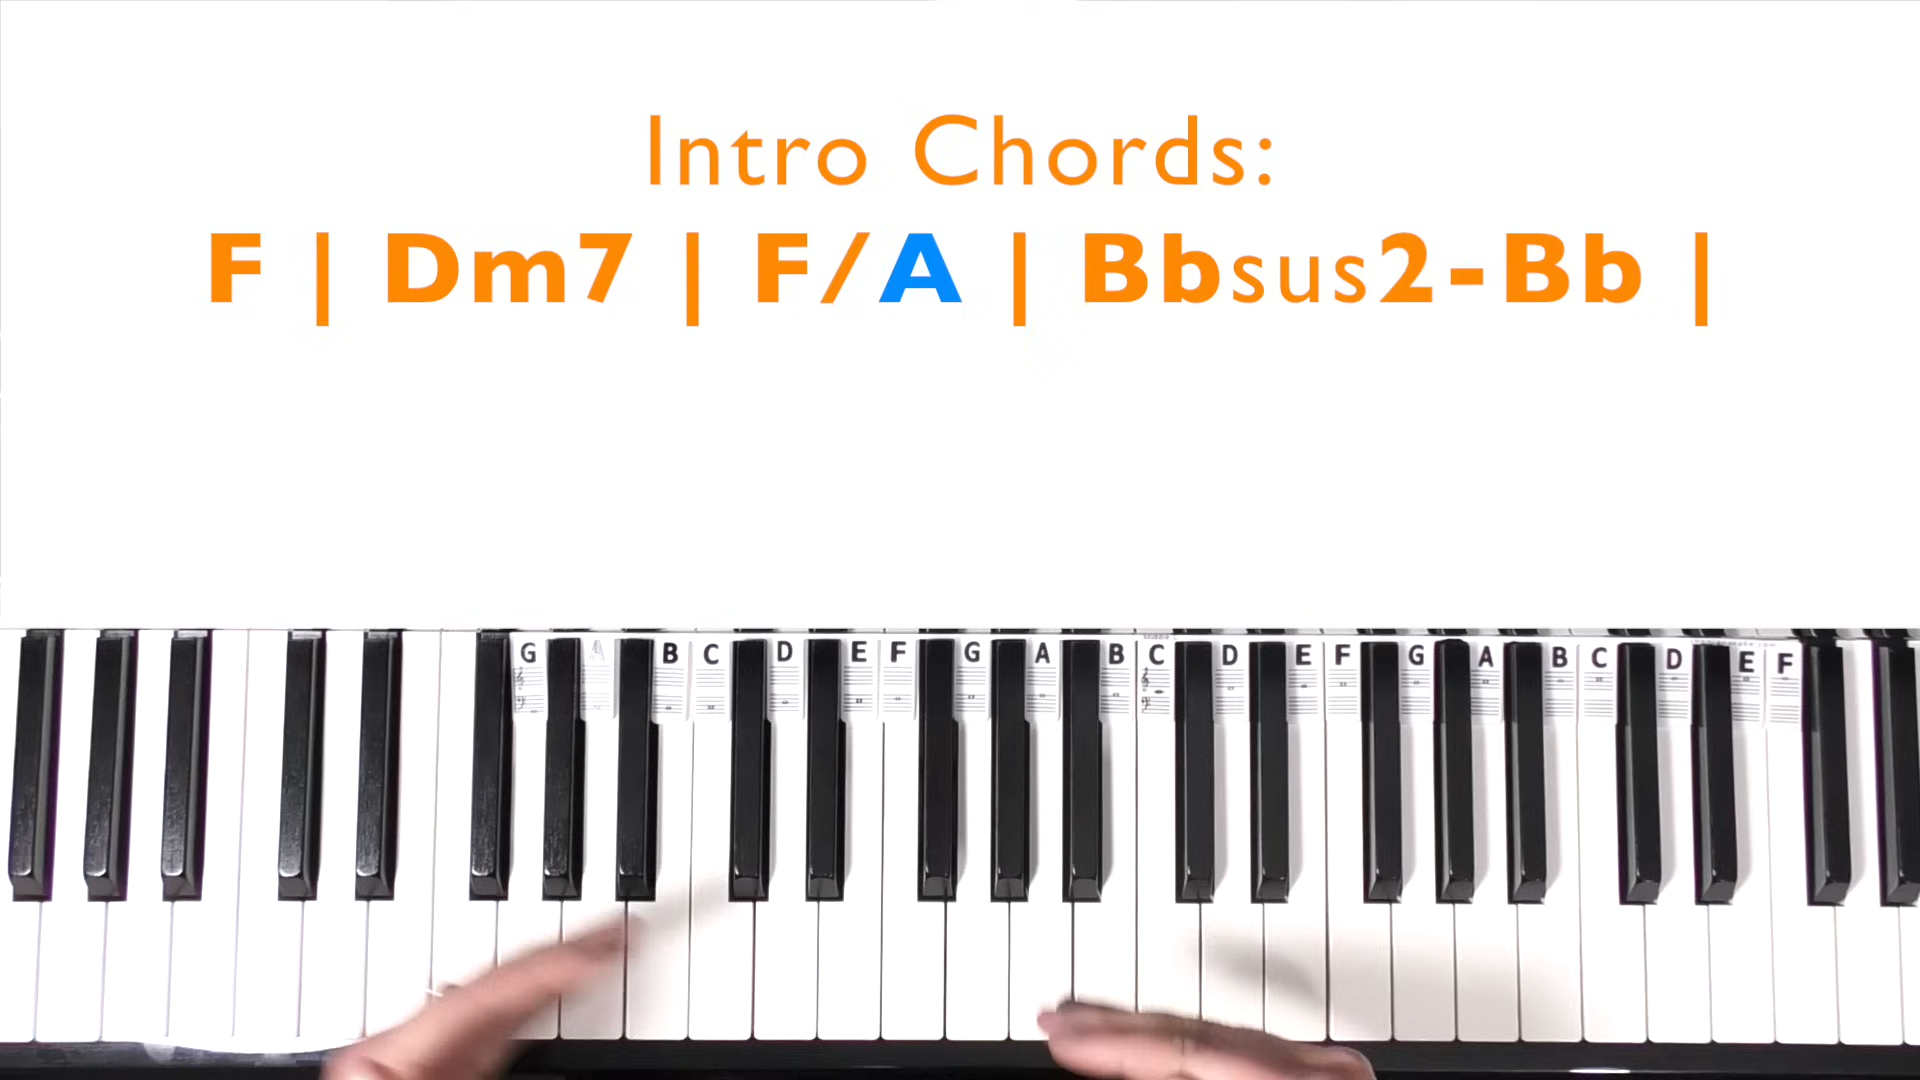 Intro Chords:
F | Dm7 | F/A | Bbsus2-Bb |
G A B C D E F G A B C D E F G A B C D E F